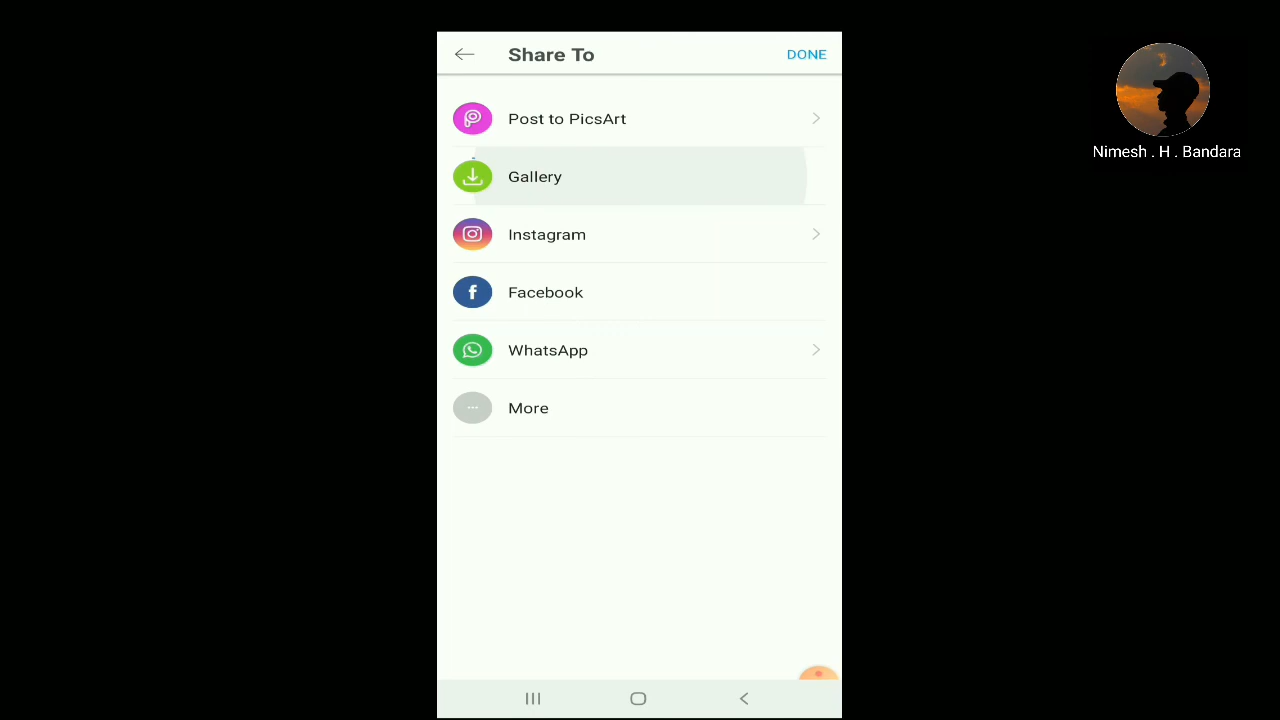 Share To
DONE
Post to PicsArt
Gallery
Instagram
Facebook
WhatsApp
More
Nimesh . H . Bandara